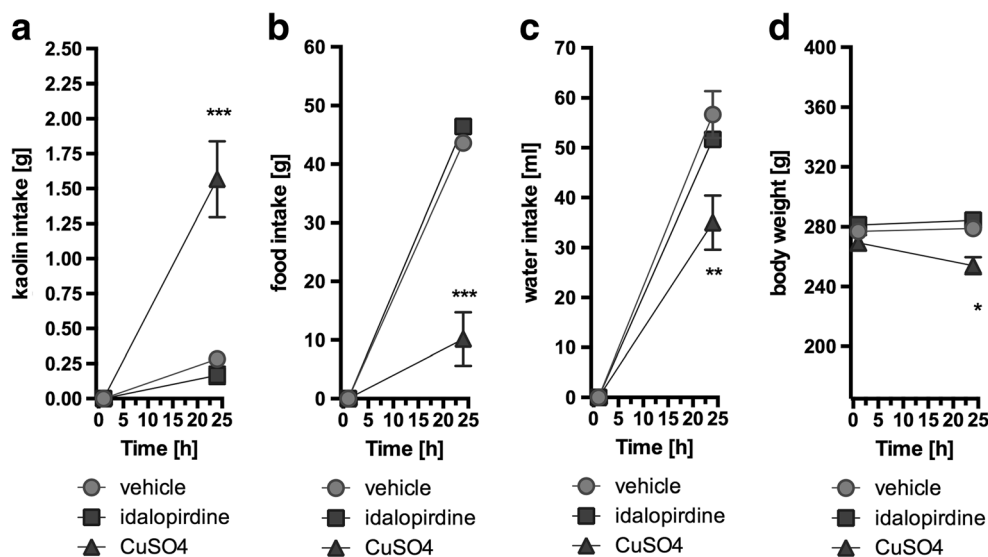 a
kaolin intake [g]
2.50
2.25
2.00
1.75
1.50
1.25
1.00
0.75
0.50
0.25
0.00
***
0 5 10 15 20 25
Time [h]
vehicle
idalopirdine
CuSO4
b
food intake [g]
60
50
40
30
20
10
0
***
0 5 10 15 20 25
Time [h]
vehicle
idalopirdine
CuSO4
c
water intake [ml]
70
60
50
40
30
20
10
0
**
0 5 10 15 20 25
Time [h]
vehicle
idalopirdine
CuSO4
d
body weight [g]
400
360
320
280
240
200
*
0 5 10 15 20 25
Time [h]
vehicle
idalopirdine
CuSO4